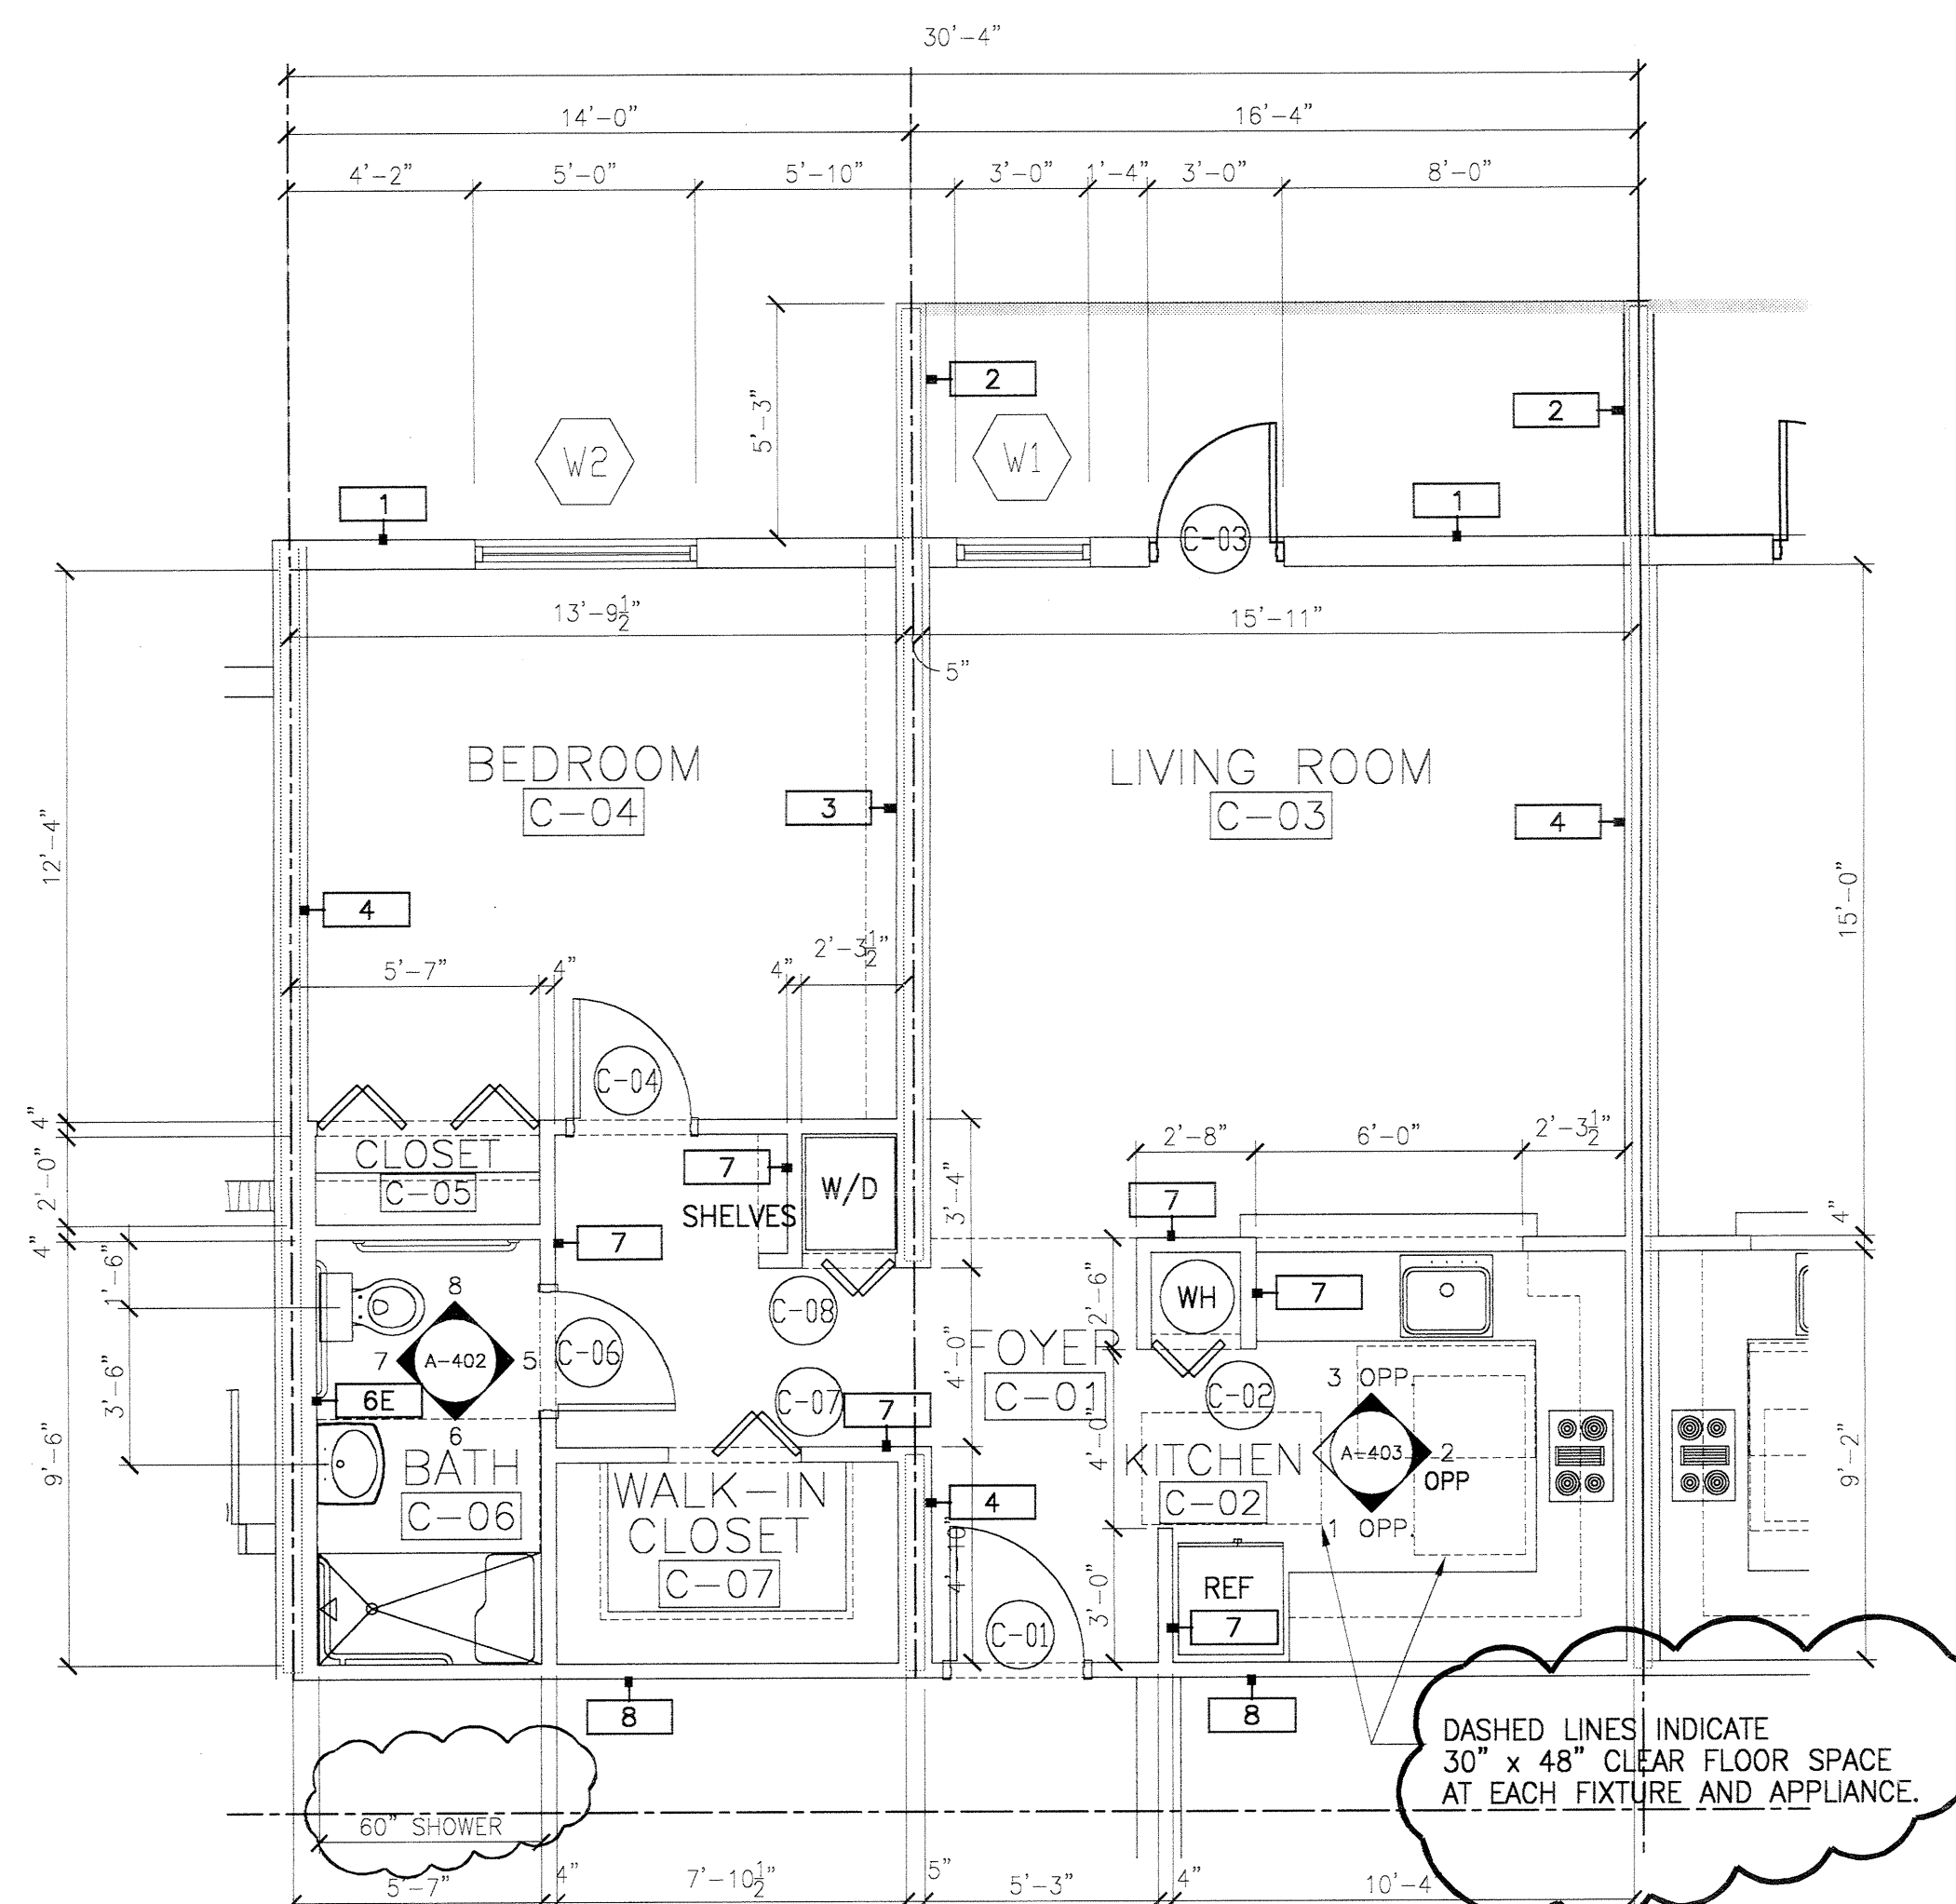 30'-4"
14'-0" 16'-4"
4'-2" 5'-0" 5'-10" 3'-0" 1'-4" 3'-0" 8'-0"
2
2
5'-3"
W2 W1
1 1
C-03
13'-9 1/2" 15'-11"
5"
BEDROOM LIVING ROOM
C-04 C-03
3 4
12'-4"
15'-0"
4
2'-3 1/2"
5'-7" 4" 4"
C-04
4" 2'-8" 6'-0" 2'-3 1/2"
CLOSET
C-05
7 W/D
SHELVES
2'-0"
3'-4"
7
4"
4"
7
1'-6"
8
WH 7
2'-6"
C-08
7 A-402 5
C-06
FOYER
C-01
4'-0"
3'-6"
6E
C-07 7
C-02
3 OPP.
6
BATH
C-06
9'-6"
KITCHEN
C-02
4'-0"
A-403 2
OPP
1 OPP.
9'-2"
WALK-IN
CLOSET
C-07
4
4'-10"
REF
7
3'-0"
C-01
8 8
DASHED LINES INDICATE
30" x 48" CLEAR FLOOR SPACE
AT EACH FIXTURE AND APPLIANCE.
60" SHOWER
5'-7" 4" 7'-10 1/2" 5" 5'-3" 4" 10'-4"